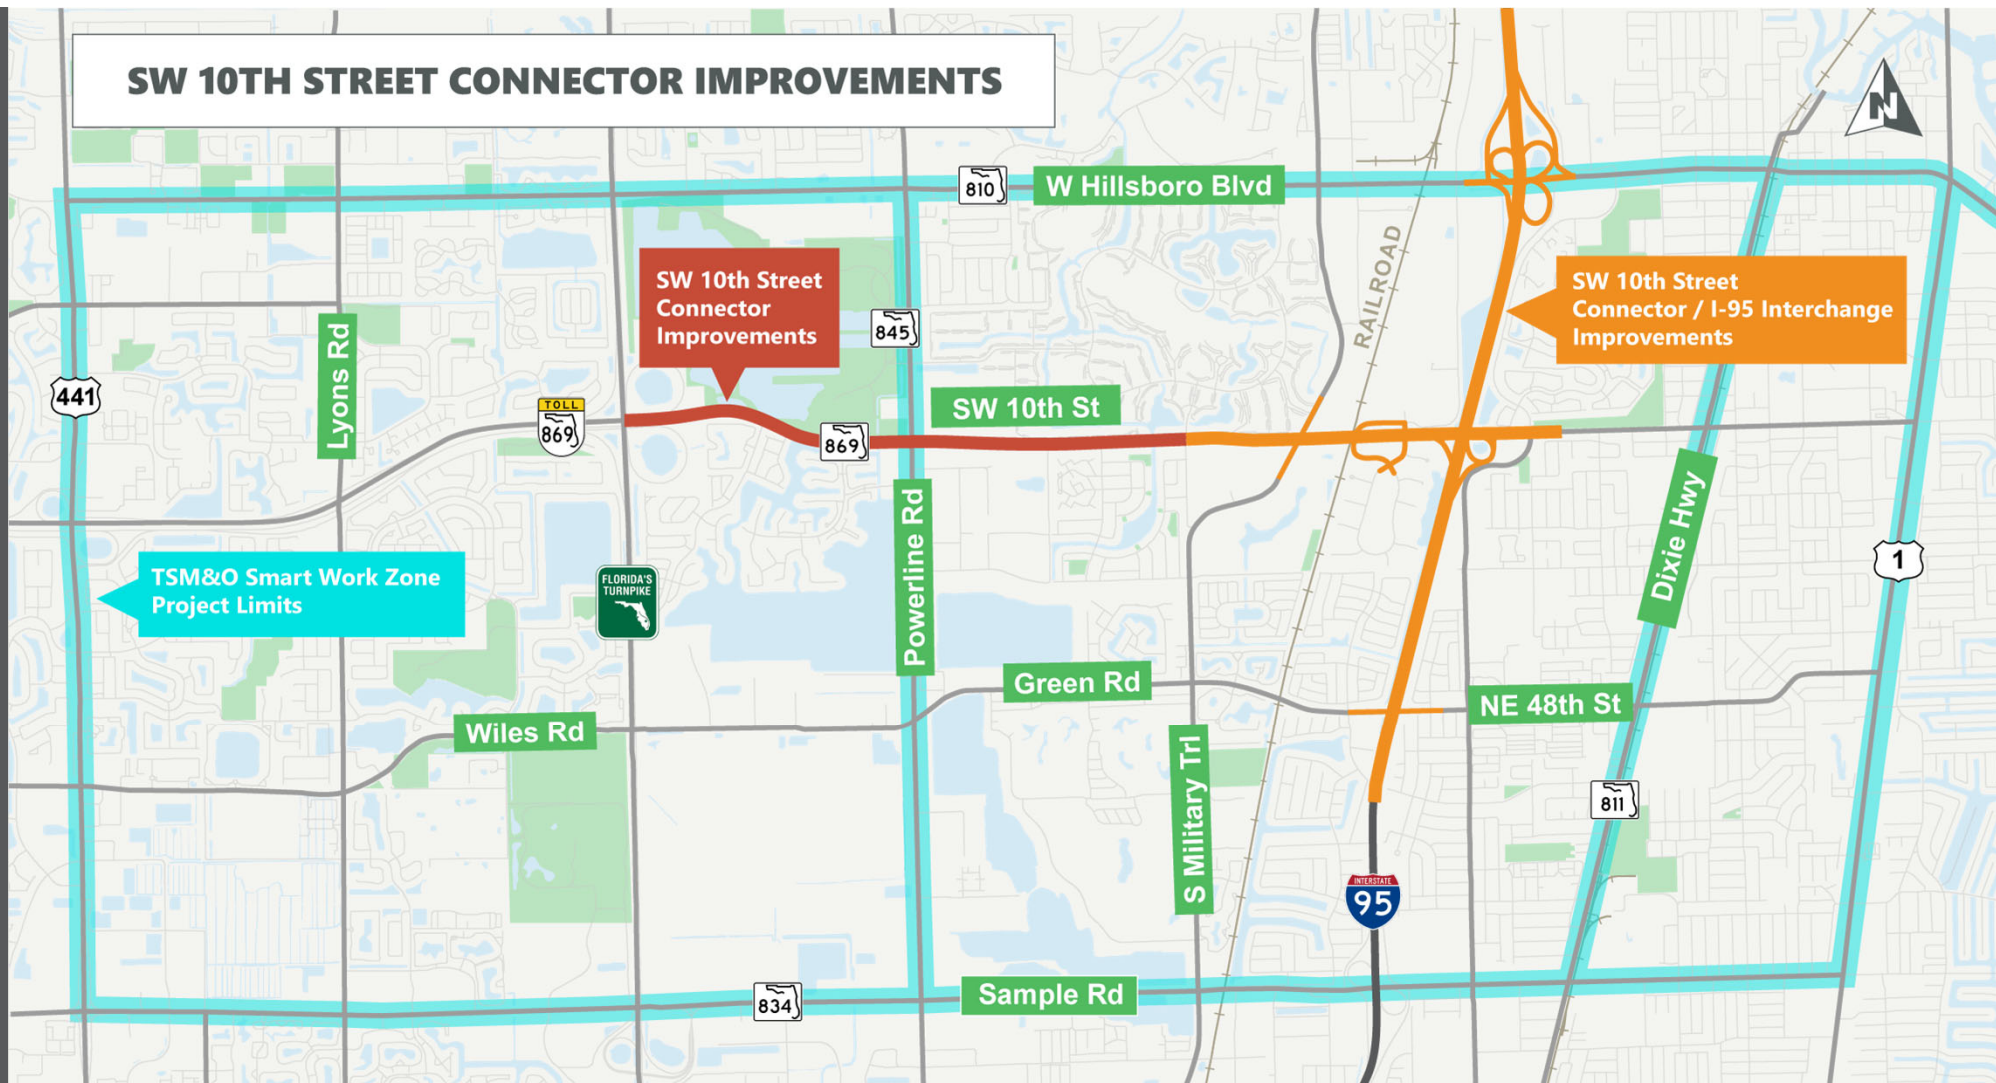 SW 10TH STREET CONNECTOR IMPROVEMENTS
N
810
W Hillsboro Blvd
RAILROAD
SW 10th Street
Connector
Improvements
SW 10th Street
Connector / I-95 Interchange
Improvements
845
441
Lyons Rd
TOLL
869
869
SW 10th St
Powerline Rd
Dixie Hwy
1
TSM&O Smart Work Zone
Project Limits
FLORIDA'S
TURNPIKE
Green Rd
NE 48th St
Wiles Rd
S Military Trl
811
INTERSTATE
95
834
Sample Rd